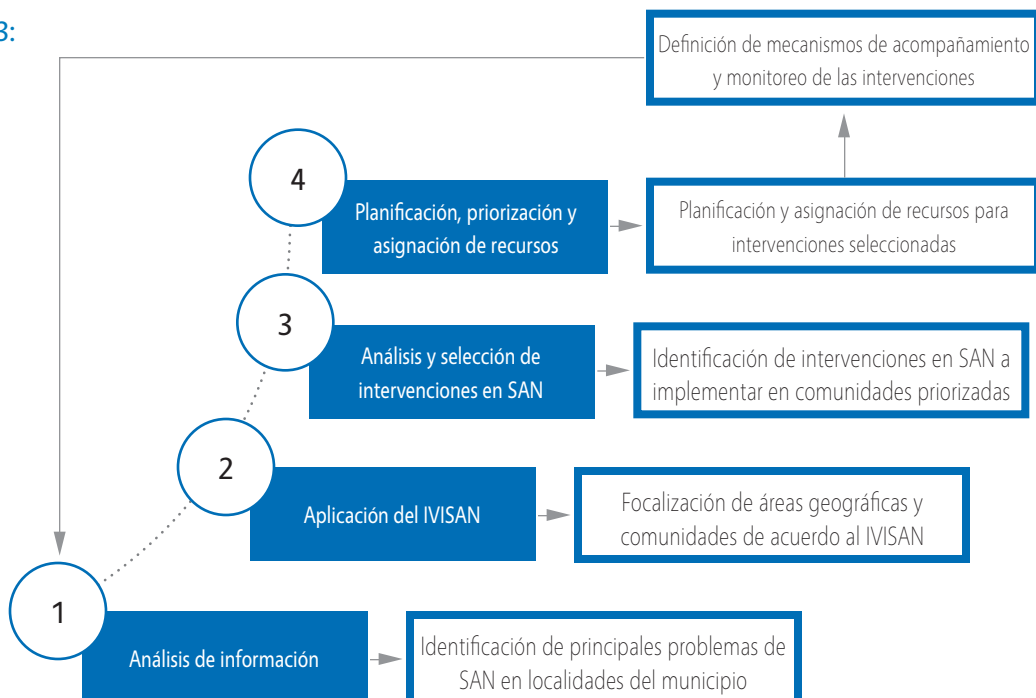 3:
Definición de mecanismos de acompañamiento
y monitoreo de las intervenciones
4
Planificación, priorización y
asignación de recursos
Planificación y asignación de recursos para
intervenciones seleccionadas
3
Análisis y selección de
intervenciones en SAN
Identificación de intervenciones en SAN a
implementar en comunidades priorizadas
2
Aplicación del IVISAN
Focalización de áreas geográficas y
comunidades de acuerdo al IVISAN
1
Análisis de información
Identificación de principales problemas de
SAN en localidades del municipio